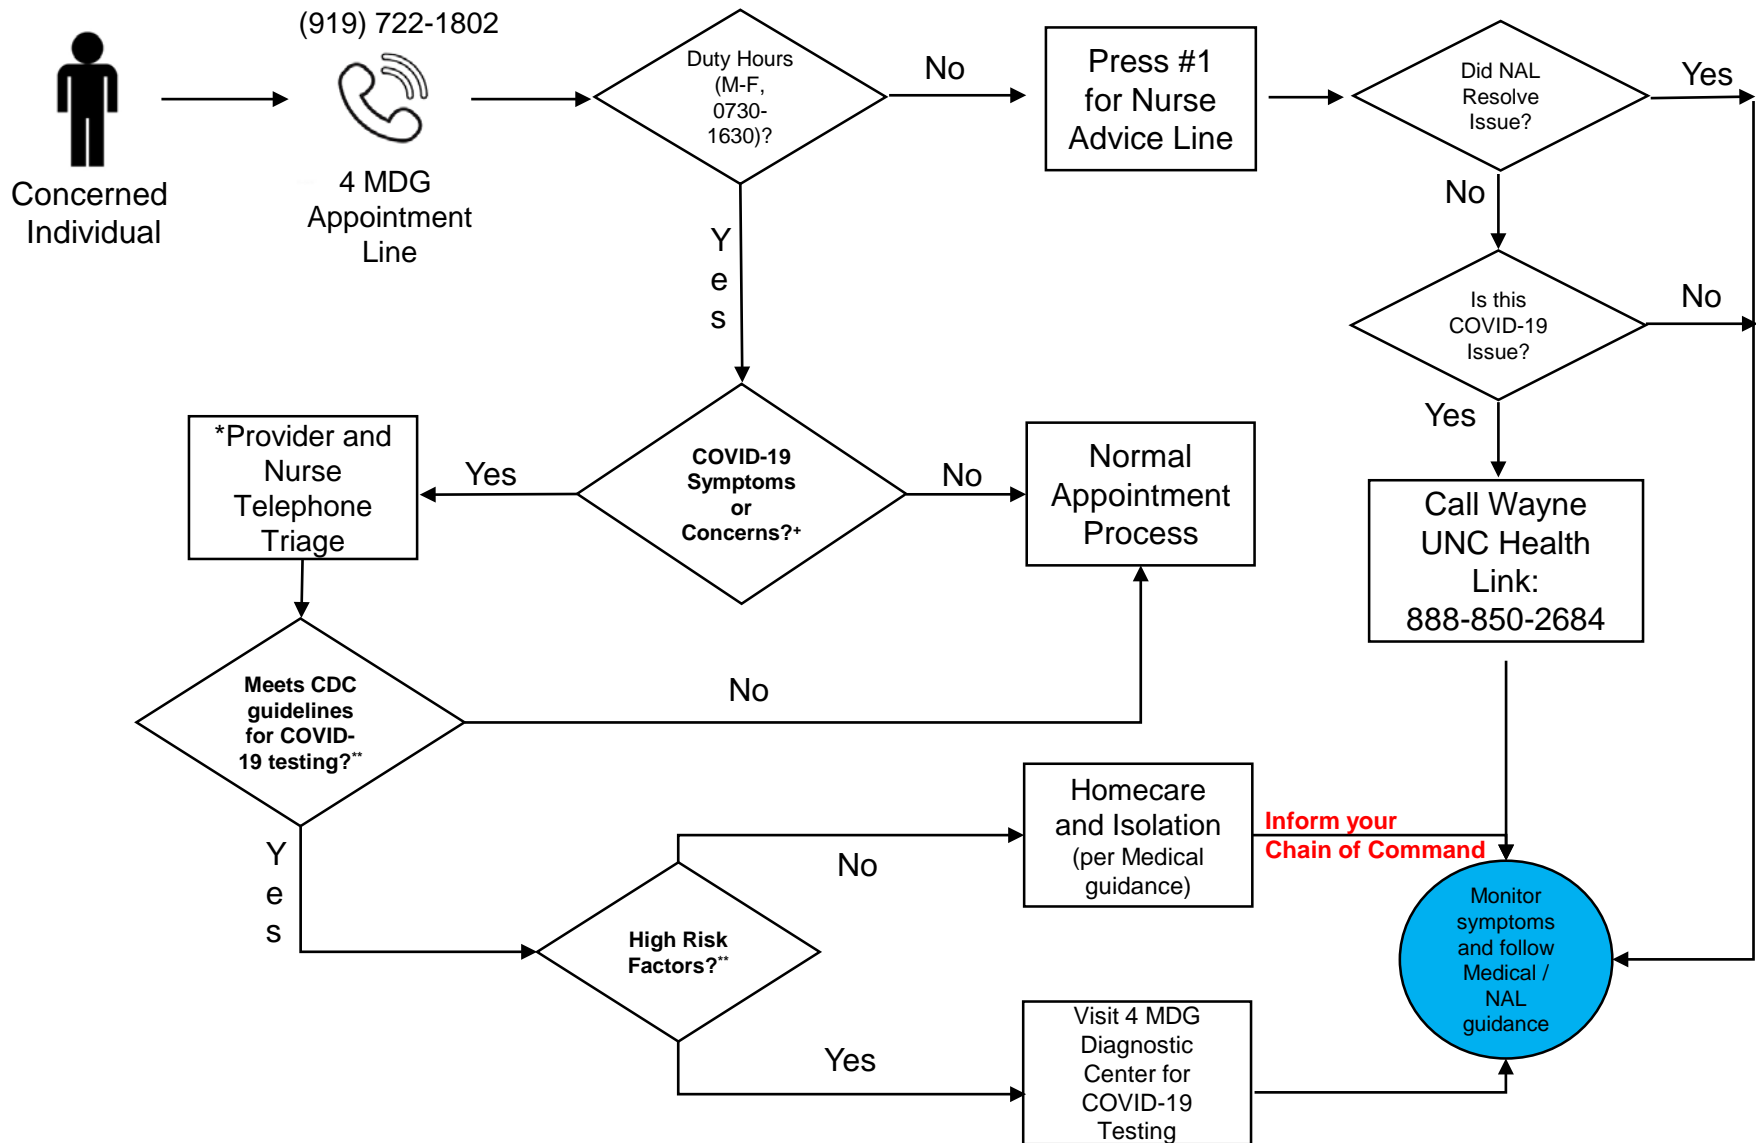 (919) 722-1802
Concerned
Individual
4 MDG
Appointment
Line
Duty Hours
(M-F,
0730-
1630)?
No
Press #1
for Nurse
Advice Line
Did NAL
Resolve
Issue?
Yes
No
Is this
COVID-19
Issue?
No
Yes
Call Wayne
UNC Health
Link:
888-850-2684
Y
e
s
COVID-19
Symptoms
or
Concerns?+
No
Normal
Appointment
Process
Yes
*Provider and
Nurse
Telephone
Triage
Meets CDC
guidelines
for COVID-
19 testing?**
No
Y
e
s
High Risk
Factors?**
No
Homecare
and Isolation
(per Medical
guidance)
Inform your
Chain of Command
Yes
Visit 4 MDG
Diagnostic
Center for
COVID-19
Testing
Monitor
symptoms
and follow
Medical /
NAL
guidance